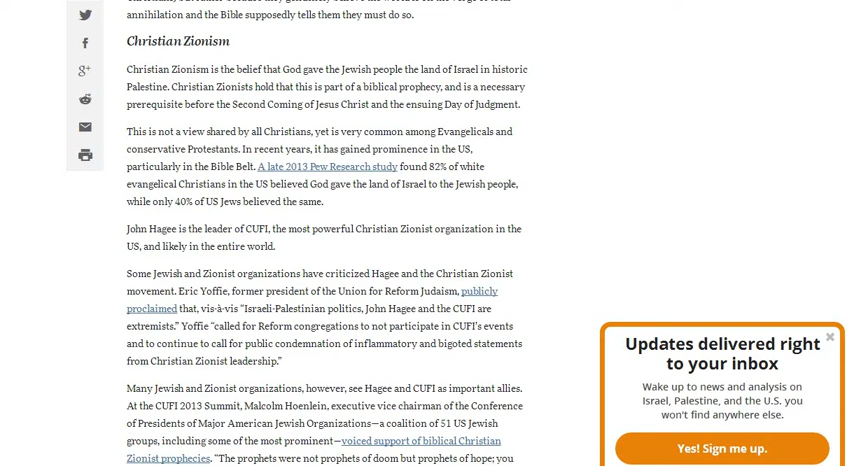 annihilation and the Bible supposedly tells them they must do so.
Christian Zionism
Christian Zionism is the belief that God gave the Jewish people the land of Israel in historic
Palestine. Christian Zionists hold that this is part of a biblical prophecy, and is a necessary
prerequisite before the Second Coming of Jesus Christ and the ensuing Day of Judgment.
This is not a view shared by all Christians, yet is very common among Evangelicals and
conservative Protestants. In recent years, it has gained prominence in the US,
particularly in the Bible Belt. A late 2013 Pew Research study found 82% of white
evangelical Christians in the US believed God gave the land of Israel to the Jewish people,
while only 40% of US Jews believed the same.
John Hagee is the leader of CUFI, the most powerful Christian Zionist organization in the
US, and likely in the entire world.
Some Jewish and Zionist organizations have criticized Hagee and the Christian Zionist
movement. Eric Yoffie, former president of the Union for Reform Judaism, publicly
proclaimed that, vis-à-vis “Israeli-Palestinian politics, John Hagee and the CUFI are
extremists.” Yoffie “called for Reform congregations to not participate in CUFI’s events
and to continue to call for public condemnation of inflammatory and bigoted statements
from Christian Zionist leadership.”
Many Jewish and Zionist organizations, however, see Hagee and CUFI as important allies.
At the CUFI 2013 Summit, Malcolm Hoenlein, executive vice chairman of the Conference
of Presidents of Major American Jewish Organizations—a coalition of 51 US Jewish
groups, including some of the most prominent—voiced support of biblical Christian
Zionist prophecies. “The prophets were not prophets of doom but prophets of hope; you
Updates delivered right
to your inbox
Wake up to news and analysis on
Israel, Palestine, and the U.S. you
won't find anywhere else.
Yes! Sign me up.